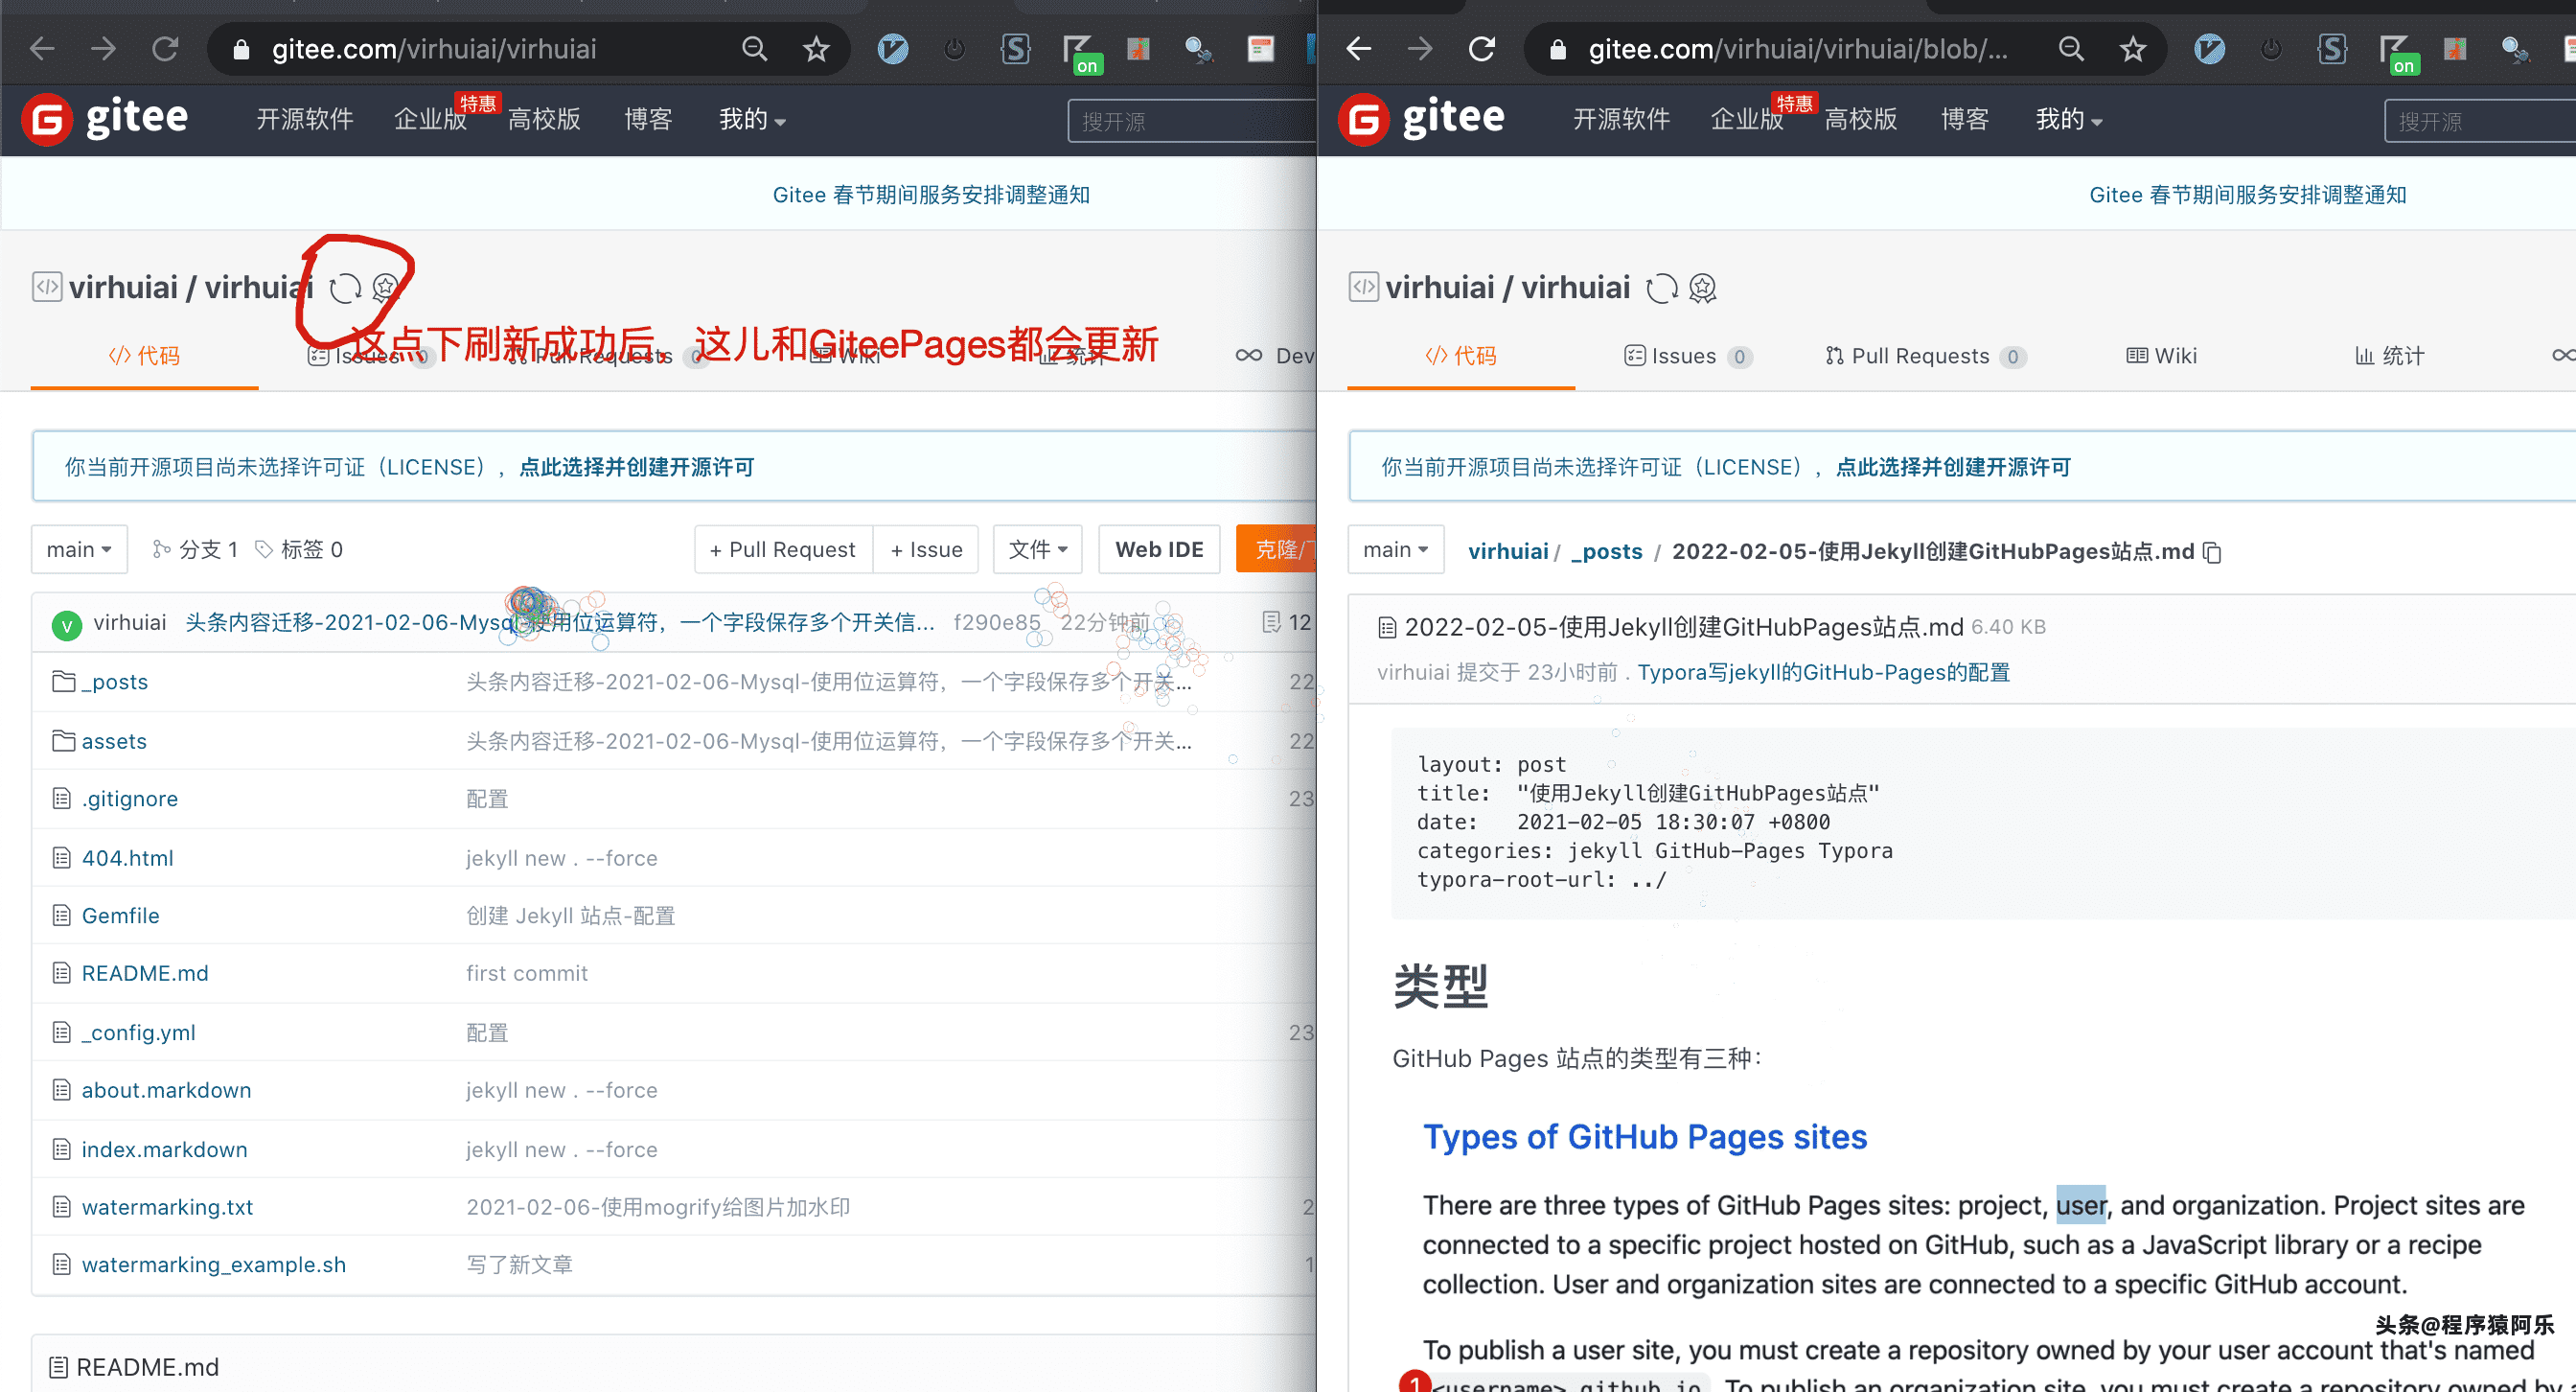 gitee.com/virhuiai/virhuiai
on
gitee
开源软件 企业版 特惠 高校版 博客 我的
搜开源
Gitee 春节期间服务安排调整通知
virhuiai / virhuiai
这点下刷新成功后，这儿和GiteePages都会更新
代码 Issues 0 Pull Requests 0 Wiki 统计 Dev
你当前开源项目尚未选择许可证（LICENSE），点此选择并创建开源许可
main 分支 1 标签 0 + Pull Request + Issue 文件 Web IDE 克隆/
V virhuiai 头条内容迁移-2021-02-06-Mysql-使用位运算符，一个字段保存多个开关信... f290e85 22分钟前 12
_posts 头条内容迁移-2021-02-06-Mysql-使用位运算符，一个字段保存多个开关... 22
assets 头条内容迁移-2021-02-06-Mysql-使用位运算符，一个字段保存多个开关... 22
.gitignore 配置 23
404.html jekyll new . --force
Gemfile 创建 Jekyll 站点-配置
README.md first commit
_config.yml 配置 23
about.markdown jekyll new . --force
index.markdown jekyll new . --force
watermarking.txt 2021-02-06-使用mogrify给图片加水印 2
watermarking_example.sh 写了新文章 1
README.md
gitee.com/virhuiai/virhuiai/blob/...
on
gitee
开源软件 企业版 特惠 高校版 博客 我的
搜开源
Gitee 春节期间服务安排调整通知
virhuiai / virhuiai
代码 Issues 0 Pull Requests 0 Wiki 统计
你当前开源项目尚未选择许可证（LICENSE），点此选择并创建开源许可
main virhuiai / _posts / 2022-02-05-使用Jekyll创建GitHubPages站点.md
2022-02-05-使用Jekyll创建GitHubPages站点.md 6.40 KB
virhuiai 提交于 23小时前 . Typora写jekyll的GitHub-Pages的配置
layout: post
title: "使用Jekyll创建GitHubPages站点"
date: 2021-02-05 18:30:07 +0800
categories: jekyll GitHub-Pages Typora
typora-root-url: ../
类型
GitHub Pages 站点的类型有三种：
Types of GitHub Pages sites
There are three types of GitHub Pages sites: project, user, and organization. Project sites are
connected to a specific project hosted on GitHub, such as a JavaScript library or a recipe
collection. User and organization sites are connected to a specific GitHub account.
头条@程序猿阿乐
To publish a user site, you must create a repository owned by your user account that's named
1 <username>.github.io. To publish an organization site, you must create a repository owned by